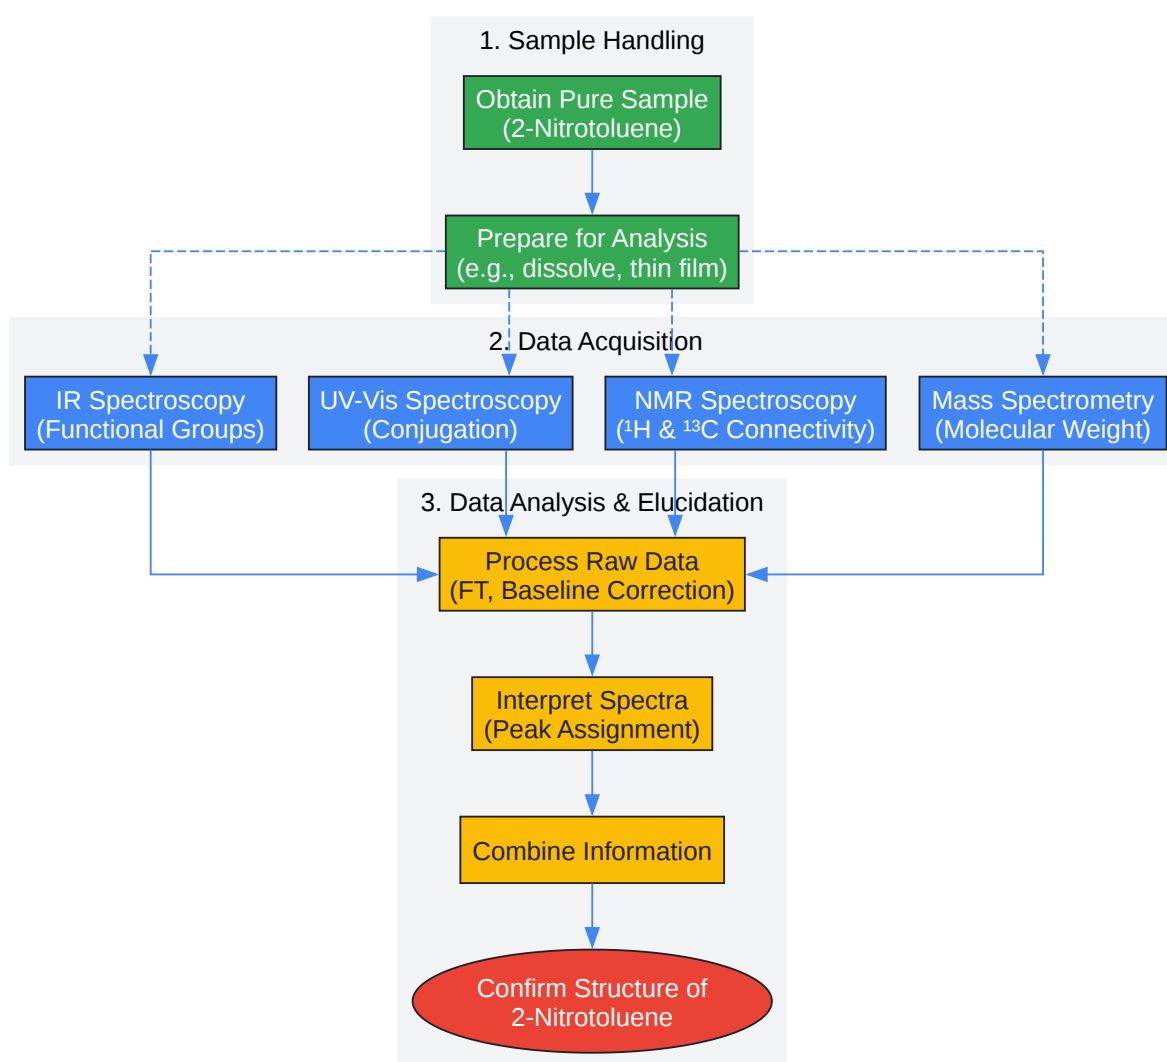 1. Sample Handling
Obtain Pure Sample
(2-Nitrotoluene)
Prepare for Analysis
(e.g., dissolve, thin film)
2. Data Acquisition
IR Spectroscopy
(Functional Groups)
UV-Vis Spectroscopy
(Conjugation)
NMR Spectroscopy
(¹H & ¹³C Connectivity)
Mass Spectrometry
(Molecular Weight)
3. Data Analysis & Elucidation
Process Raw Data
(FT, Baseline Correction)
Interpret Spectra
(Peak Assignment)
Combine Information
Confirm Structure of
2-Nitrotoluene